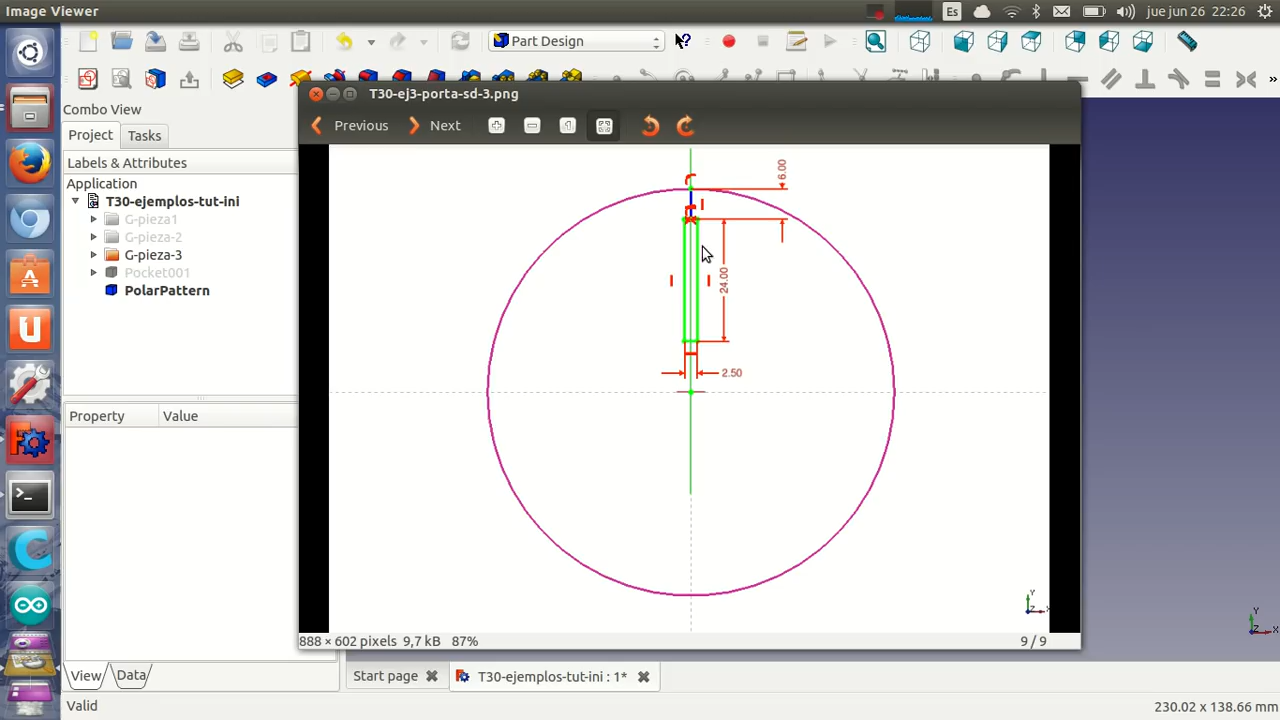 Image Viewer
Es
jue jun 26 22:26
Part Design
Combo View
T30-ej3-porta-sd-3.png
Project
Tasks
Previous
Next
Labels & Attributes
Application
T30-ejemplos-tut-ini
G-pieza1
G-pieza-2
G-pieza-3
Pocket001
PolarPattern
6.00
24.00
2.50
Property
Value
Y
Z
X
Y
Z
X
888 × 602 pixels 9,7 kB 87%
9 / 9
View
Data
Start page
T30-ejemplos-tut-ini : 1*
Valid
230.02 x 138.66 mm